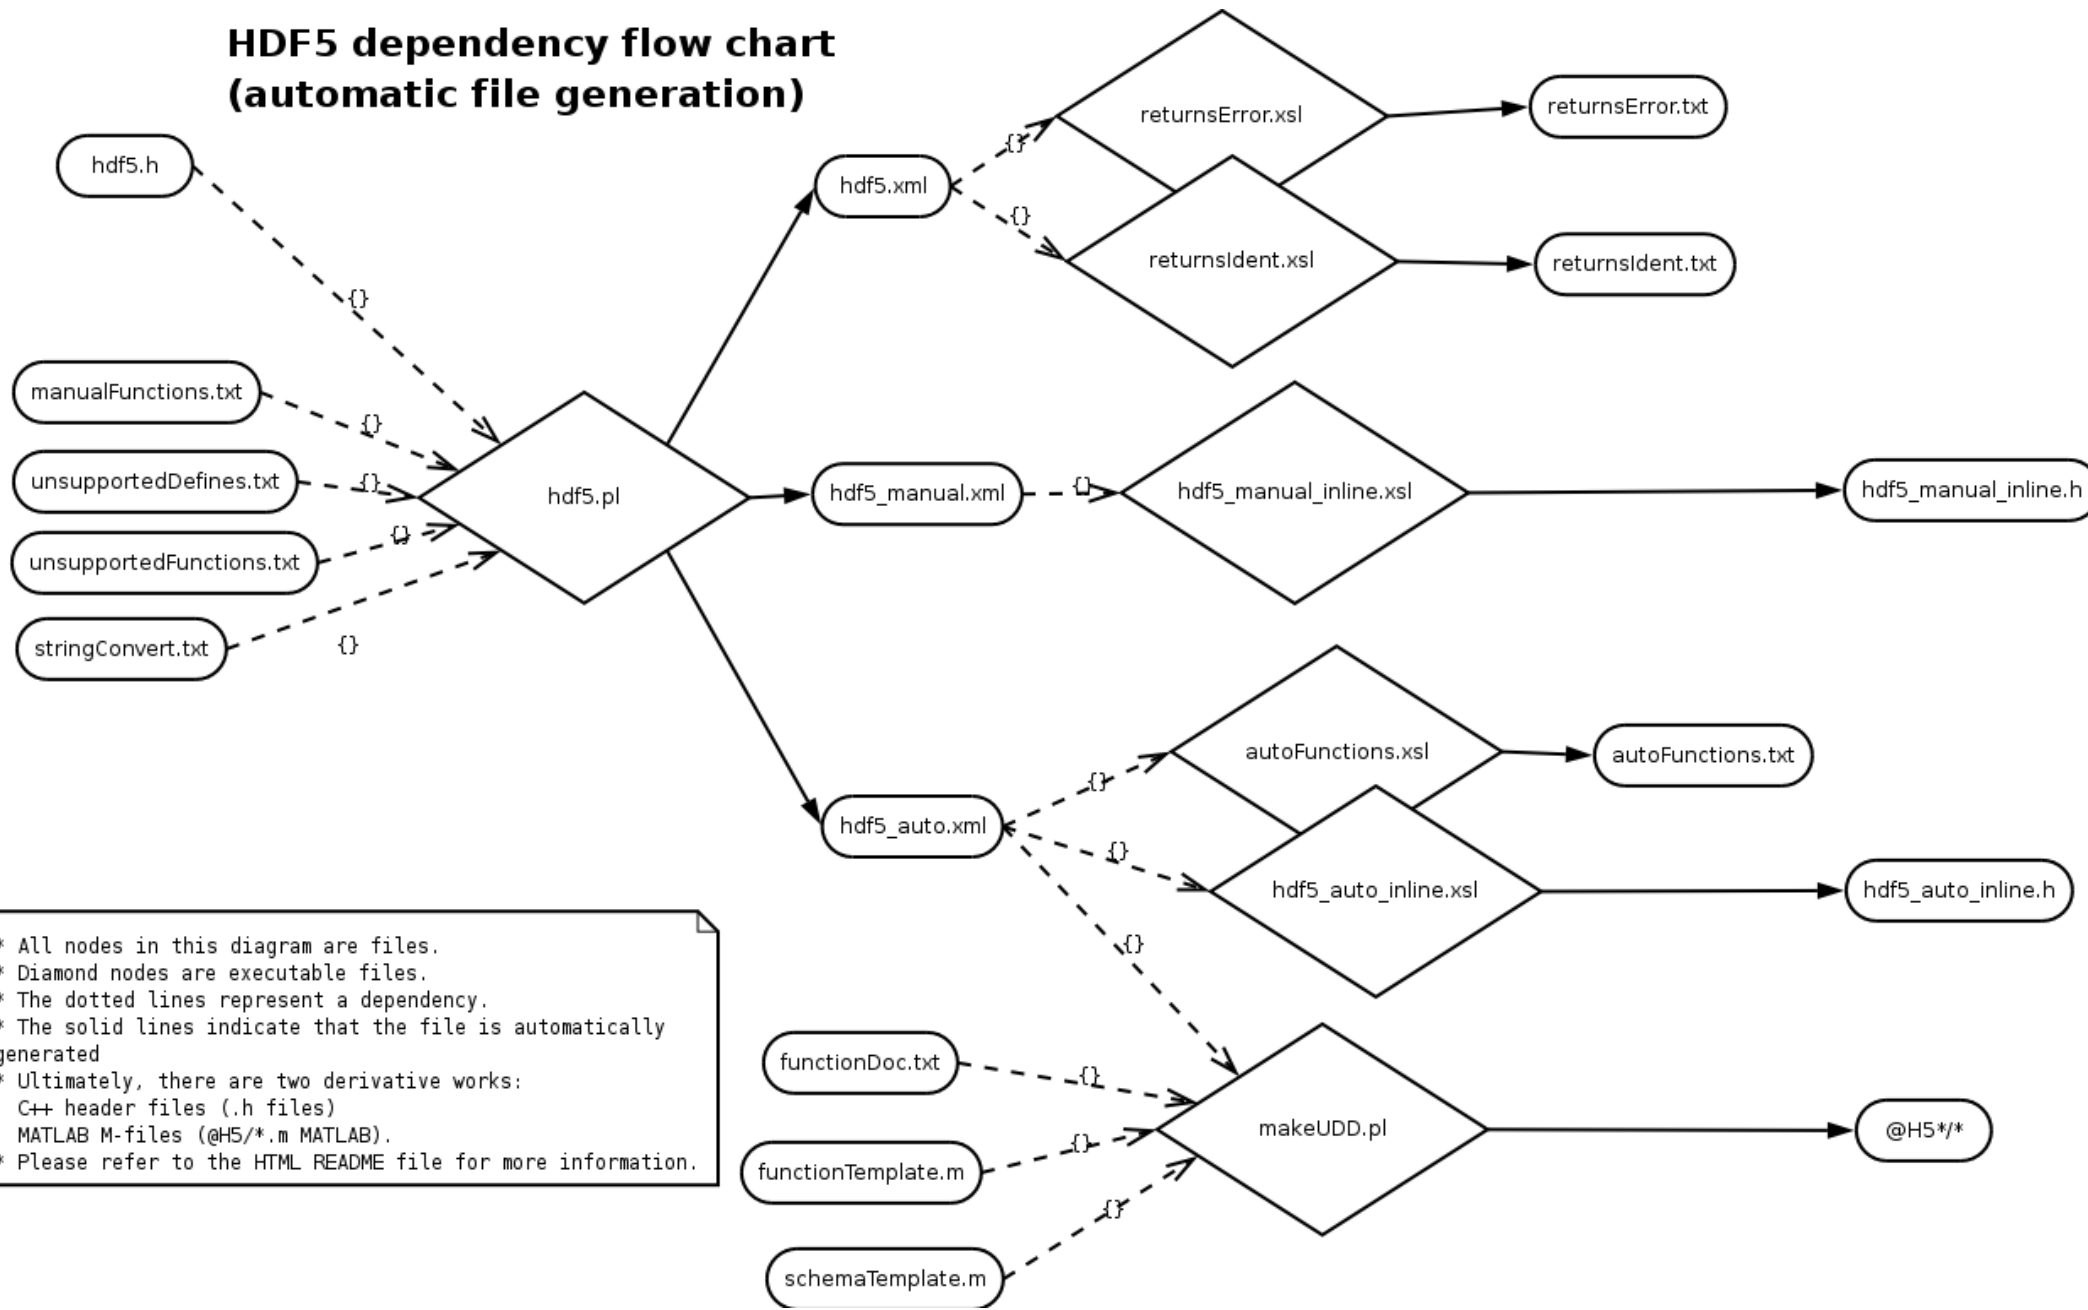 HDF5 dependency flow chart
(automatic file generation)
returnsError.xsl
returnsError.txt
hdf5.h
{}
hdf5.xml
{}
returnsIdent.xsl
returnsIdent.txt
{}
manualFunctions.txt
{}
unsupportedDefines.txt
{}
hdf5.pl
hdf5_manual.xml
{}
hdf5_manual_inline.xsl
hdf5_manual_inline.h
{}
unsupportedFunctions.txt
stringConvert.txt
{}
autoFunctions.xsl
autoFunctions.txt
{}
hdf5_auto.xml
{}
hdf5_auto_inline.xsl
hdf5_auto_inline.h
{}
* All nodes in this diagram are files.
* Diamond nodes are executable files.
* The dotted lines represent a dependency.
* The solid lines indicate that the file is automatically
generated
* Ultimately, there are two derivative works:
C++ header files (.h files)
MATLAB M-files (@H5/*.m MATLAB).
* Please refer to the HTML README file for more information.
functionDoc.txt
{}
makeUDD.pl
@H5*/*
{}
functionTemplate.m
{}
schemaTemplate.m